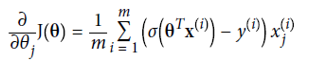 ∂/∂θ_j J(θ) = 1/m ∑_{i = 1}^{m} (σ(θ^T x^{(i)}) − y^{(i)}) x_j^{(i)}